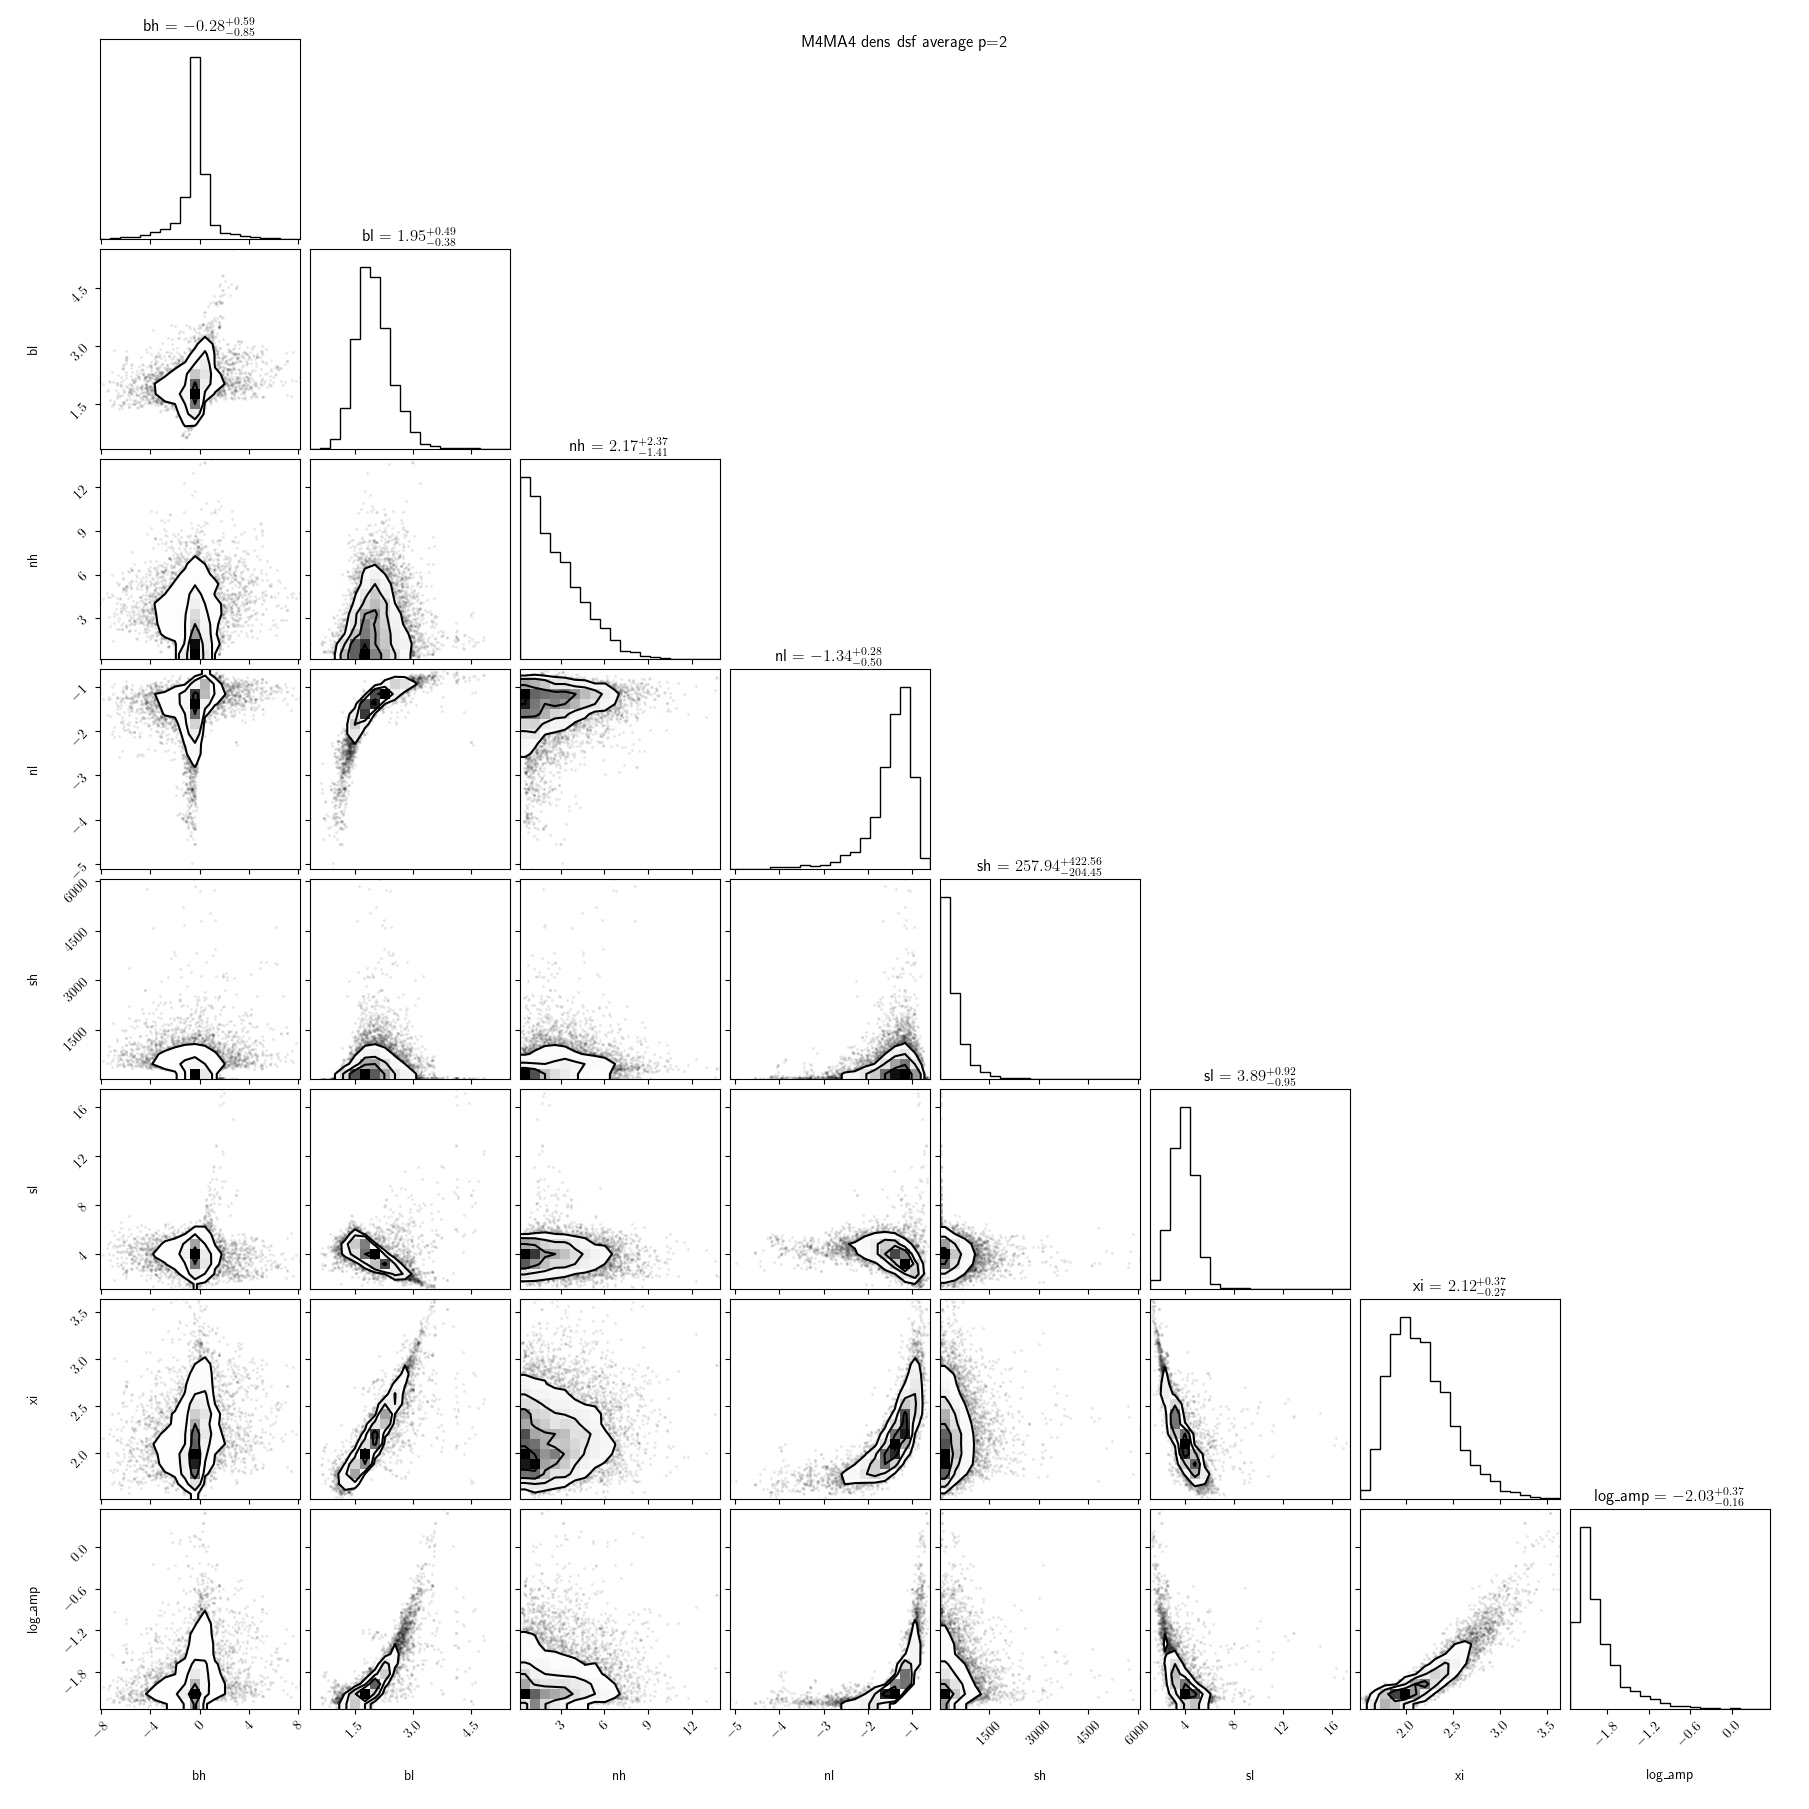 M4MA4 dens dsf average p=2
bh = −0.28 +0.59 −0.85
bl = 1.95 +0.49 −0.38
nh = 2.17 +2.37 −1.41
nl = −1.34 +0.28 −0.50
sh = 257.94 +422.56 −204.45
sl = 3.89 +0.92 −0.95
xi = 2.12 +0.37 −0.27
log_amp = −2.03 +0.37 −0.16
bl
4.5
3.0
1.5
nh
12
9
6
3
nl
−1
−2
−3
−4
−5
sh
6000
4500
3000
1500
sl
16
12
8
4
xi
3.5
3.0
2.5
2.0
log_amp
0.0
−0.6
−1.2
−1.8
−8 −4 0 4 8 1.5 3.0 4.5 3 6 9 12 −5 −4 −3 −2 −1 1500 3000 4500 6000 4 8 12 16 2.0 2.5 3.0 3.5 −1.8 −1.2 −0.6 0.0
bh bl nh nl sh sl xi log_amp